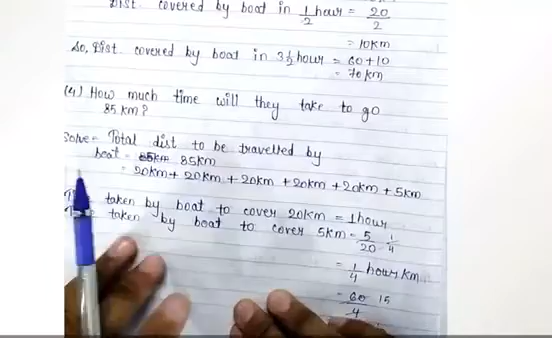 Dist. covered by boat in 1/2 hour = 20/2
= 10km
So, Dist. covered by boat in 3 1/2 hour = 60+10
= 70 km
(4) How much time will they take to go
85 km?
Solve = Total dist to be travelled by
boat = 85km 85km
= 20km + 20km + 20km + 20km + 5km
taken by boat to cover 20km = 1 hour
taken by boat to cover 5km = 5/20 1/4
= 1/4 hour km
= 60/4 15